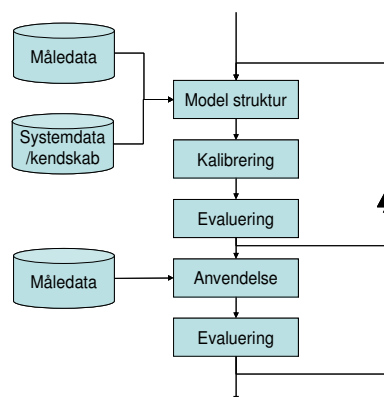 Måledata
Model struktur
Systemdata
/kendskab
Kalibrering
Evaluering
Måledata
Anvendelse
Evaluering